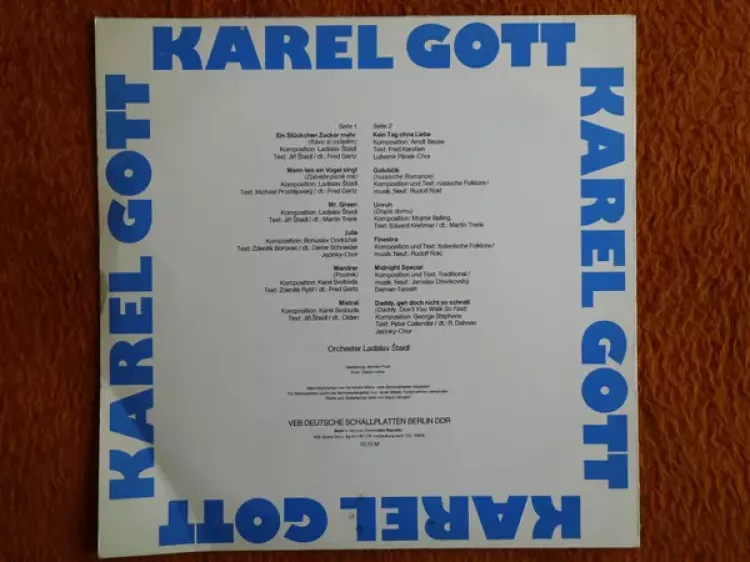 KAREL GOTT
KAREL GOTT
KAREL GOTT
KAREL GOTT
Seite 1
Ein Stückchen Zucker mehr
(Kávu si osladím)
Komposition: Ladislav Štaidl
Text: Jiří Štaidl / dt.: Fred Gertz
Wenn leis ein Vogel singt
Komposition: Ladislav Štaidl
Text: Michael Prostějovský / dt.: Fred Gertz
Mr. Green
Komposition: Ladislav Štaidl
Text: Jiří Štaidl / dt.: Martin Trenk
Julia
Komposition: Bohuslav Ondráček
Text: Zdeněk Borovec / dt.: Dieter Schneider
Jezinky-Chor
Wandrer
(Poutník)
Komposition: Karel Svoboda
Text: Zdeněk Rytíř / dt.: Fred Gertz
Mistral
Komposition: Karel Svoboda
Text: Jiří Štaidl / dt.: Olden
Seite 2
Kein Tag ohne Liebe
Komposition: Arndt Bause
Text: Fred Kersten
Lubomír Pánek-Chor
Golubčik
(russische Romanze)
Komposition und Text: russische Folklore /
musik. Neuf.: Rudolf Rokl
Unruh
(Dopis domu)
Komposition: Mojmír Balling
Text: Eduard Krečmar / dt.: Martin Trenk
Finestra
Komposition und Text: italienische Folklore /
musik. Neuf.: Rudolf Rokl
Midnight Special
Komposition und Text: Traditional /
musik. Neuf.: Jaroslav
Damen-Terzett
Daddy, geh doch nicht so schnell
(Daddy, Don't You Walk So Fast)
Komposition: George Stephens
Text: Peter Callender / dt.: R. Dahnen
Jezinky-Chor
Orchester Ladislav Štaidl
VEB DEUTSCHE SCHALLPLATTEN BERLIN DDR